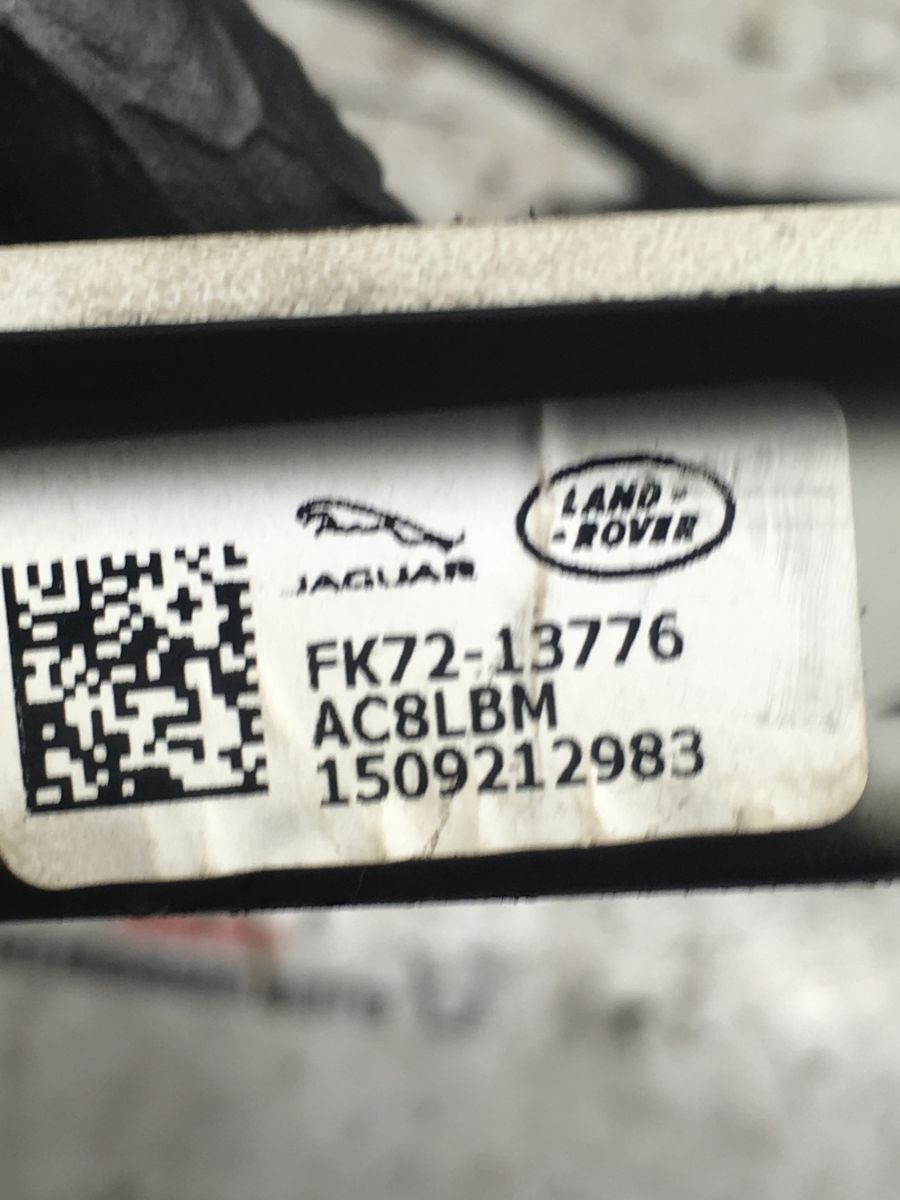 JAGUAR
LAND-
-ROVER
FK72-13776
AC8LBM
1509212983